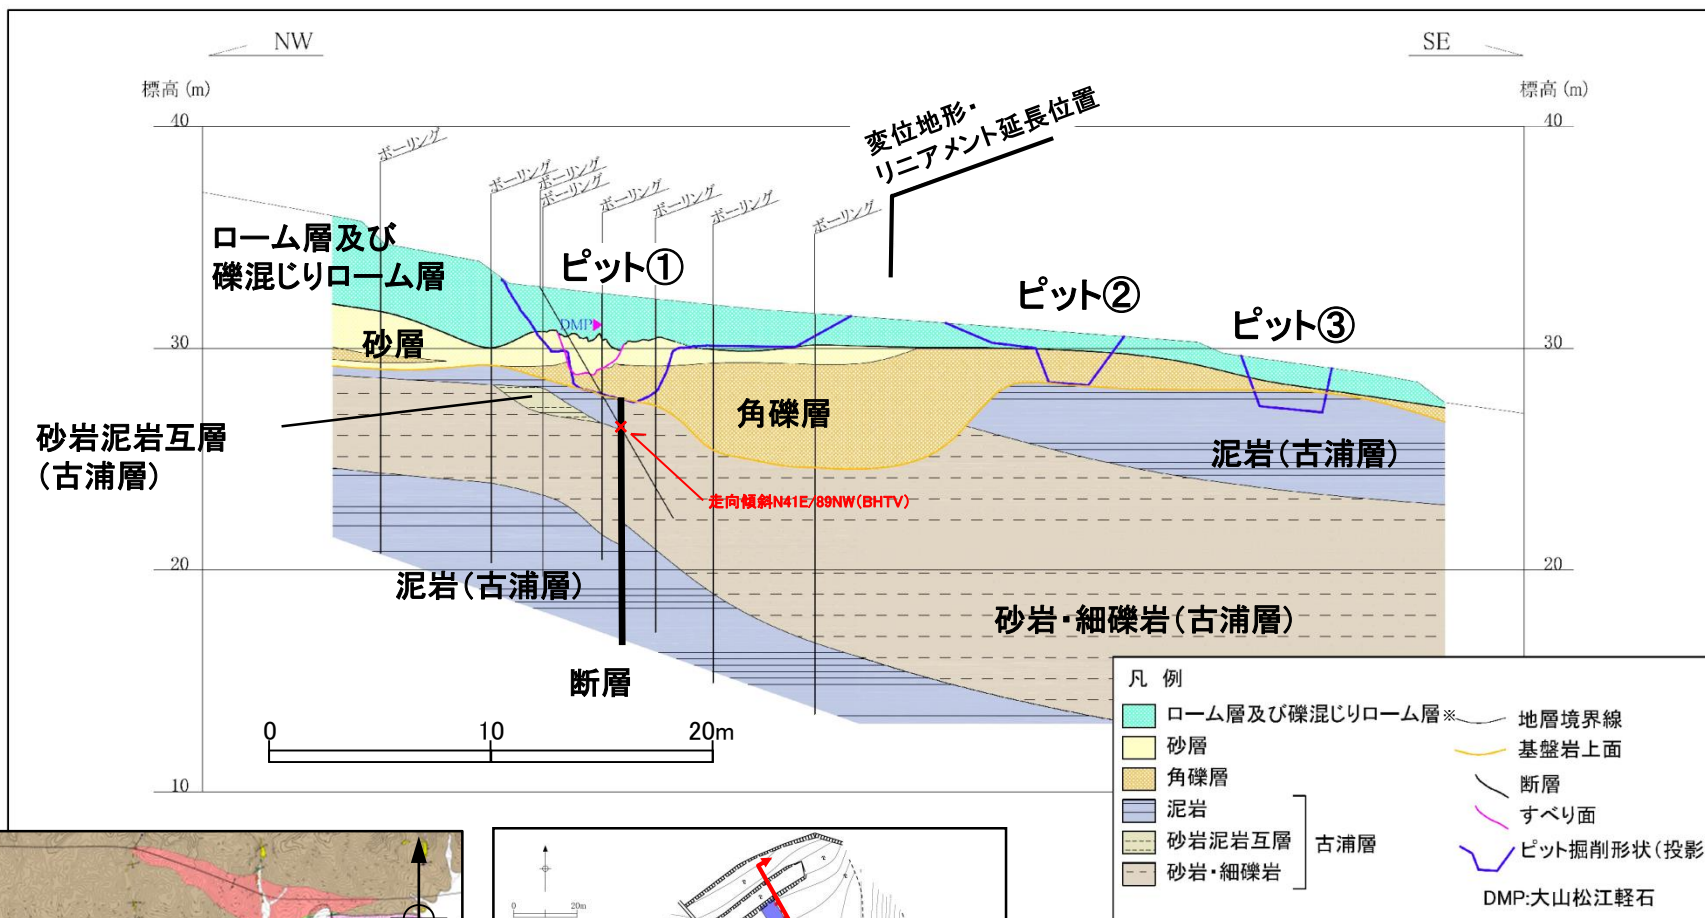 NW
SE
標高(m)
標高(m)
40
40
ボーリング
ボーリング
ボーリング
ボーリング
ボーリング
ボーリング
ボーリング
ボーリング
変位地形・
リニアメント延長位置
ローム層及び
礫混じりローム層
ピット①
ピット②
ピット③
DMP
砂層
30
30
角礫層
砂岩泥岩互層
(古浦層)
泥岩(古浦層)
走向傾斜N41E/89NW(BHTV)
20
20
泥岩(古浦層)
砂岩・細礫岩(古浦層)
断層
0 10 20m
10
凡 例
ローム層及び礫混じりローム層※
砂層
角礫層
泥岩
砂岩泥岩互層
砂岩・細礫岩
古浦層
地層境界線
基盤岩上面
断層
すべり面
ピット掘削形状(投影
DMP:大山松江軽石
0 20m